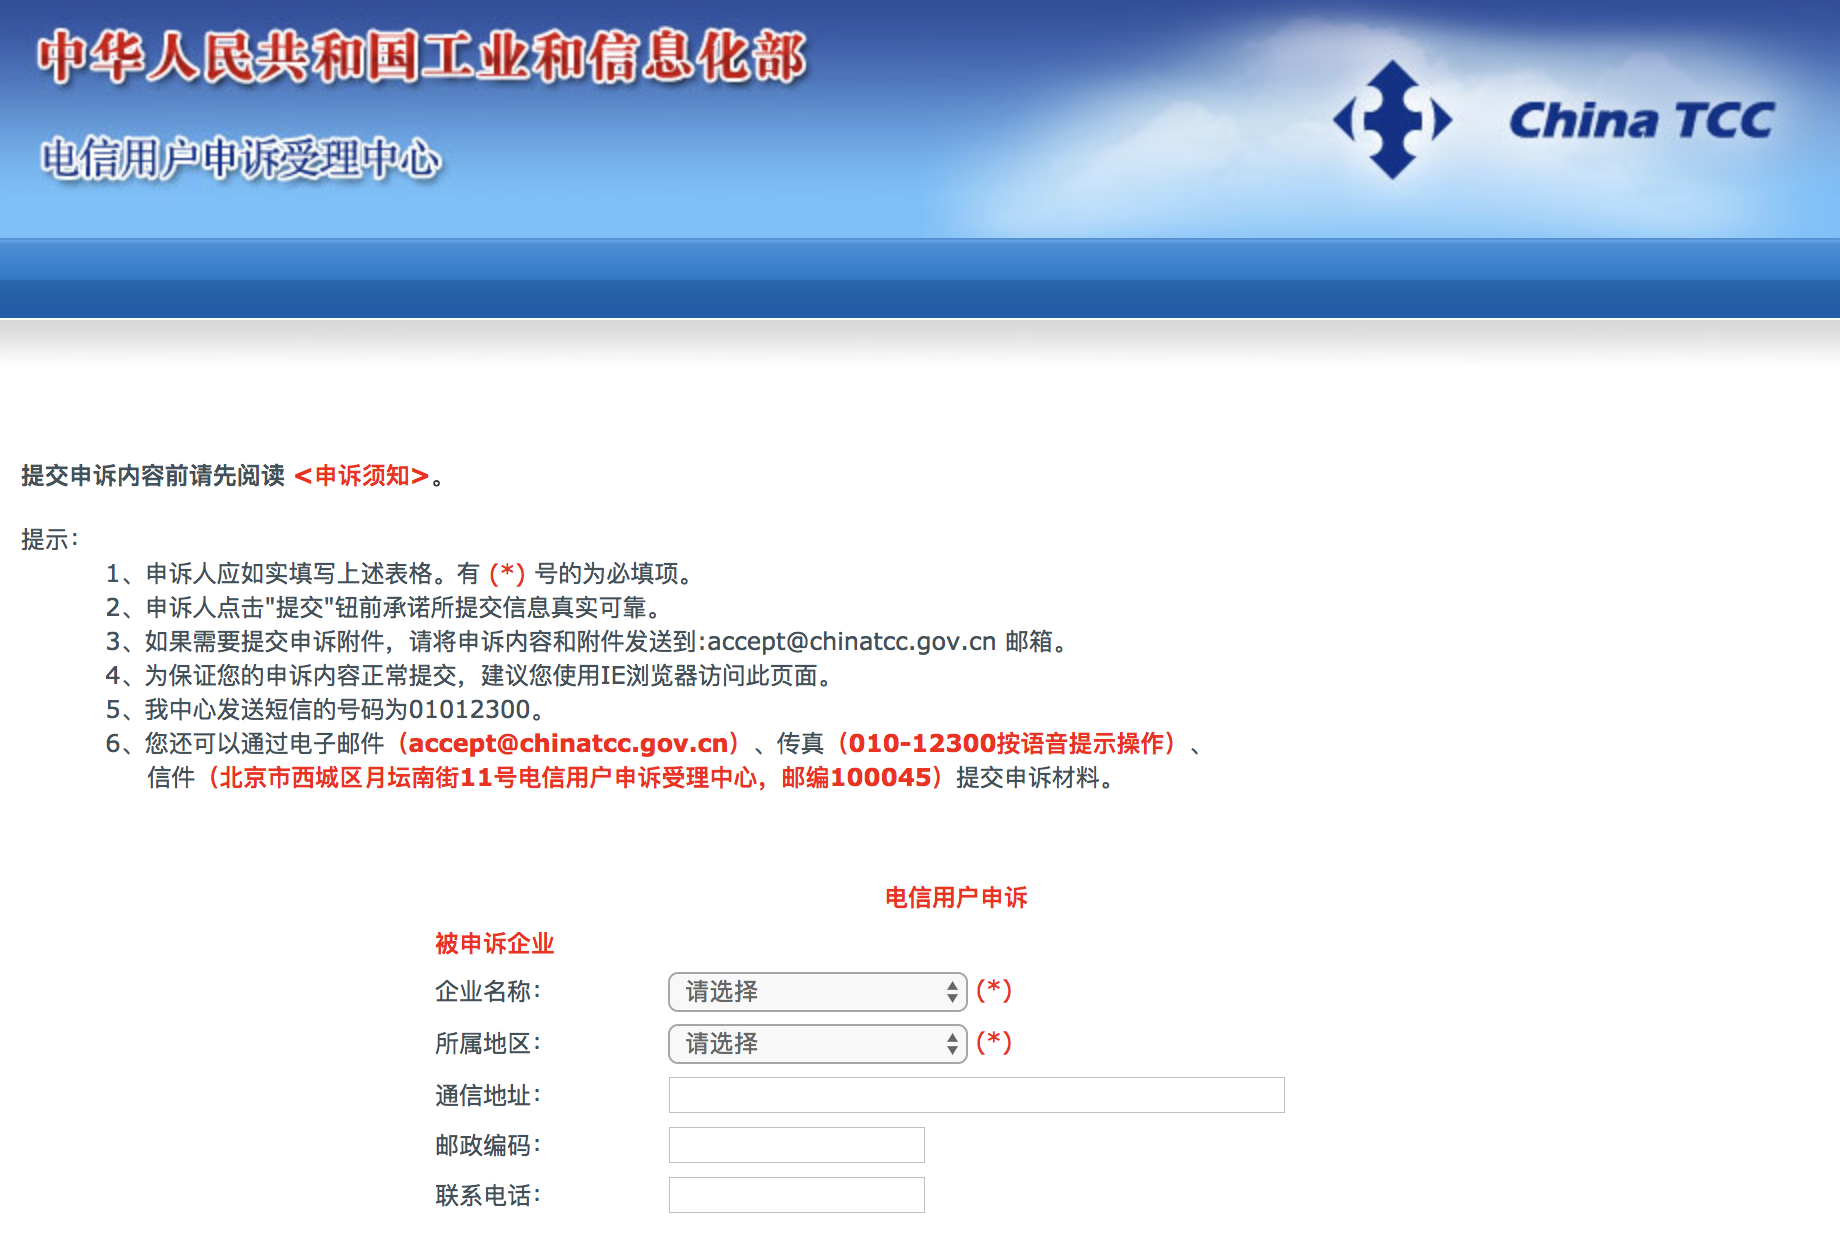 中华人民共和国工业和信息化部
电信用户申诉受理中心
China TCC
提交申诉内容前请先阅读 <申诉须知>。
提示：
1、申诉人应如实填写上述表格。有 (*) 号的为必填项。
2、申诉人点击"提交"钮前承诺所提交信息真实可靠。
3、如果需要提交申诉附件，请将申诉内容和附件发送到:accept@chinatcc.gov.cn 邮箱。
4、为保证您的申诉内容正常提交，建议您使用IE浏览器访问此页面。
5、我中心发送短信的号码为01012300。
6、您还可以通过电子邮件（accept@chinatcc.gov.cn）、传真（010-12300按语音提示操作）、
信件（北京市西城区月坛南街11号电信用户申诉受理中心，邮编100045）提交申诉材料。
电信用户申诉
被申诉企业
企业名称： 请选择 (*)
所属地区： 请选择 (*)
通信地址：
邮政编码：
联系电话：